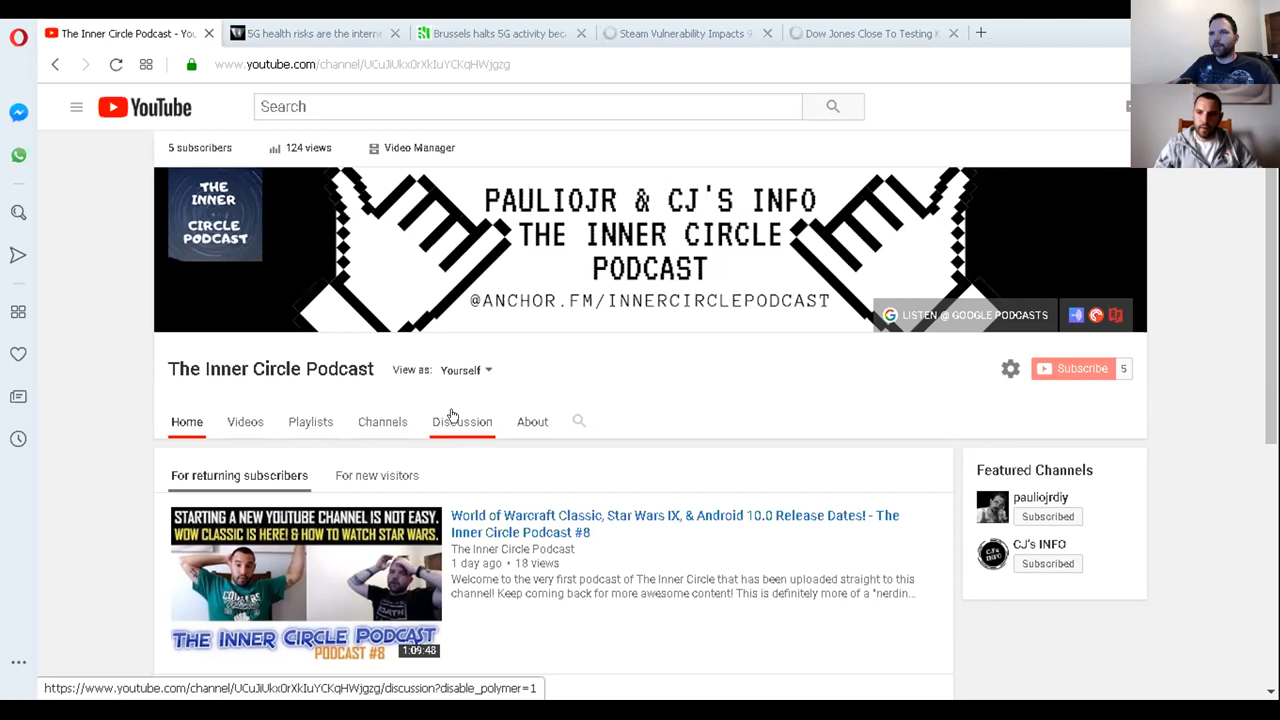 The Inner Circle Podcast - You
5G health risks are the intern
Brussels halts 5G activity bec
Steam Vulnerability Impacts 9
Dow Jones Close To Testing K
www.youtube.com/channel/UCuJiUkx0rXkIuYCKqHWjgzg
YouTube
Search
5 subscribers
124 views
Video Manager
THE
INNER
CIRCLE
PODCAST
PAULIOJR & CJ'S INFO
THE INNER CIRCLE
PODCAST
@ANCHOR.FM/INNERCIRCLEPODCAST
LISTEN @ GOOGLE PODCASTS
The Inner Circle Podcast
View as: Yourself
Subscribe 5
Home Videos Playlists Channels Discussion About
For returning subscribers For new visitors
Featured Channels
pauliojrdiy
Subscribed
CJ's INFO
Subscribed
STARTING A NEW YOUTUBE CHANNEL IS NOT EASY.
WOW CLASSIC IS HERE! & HOW TO WATCH STAR WARS.
THE INNER CIRCLE PODCAST
PODCAST #8
1:09:48
World of Warcraft Classic, Star Wars IX, & Android 10.0 Release Dates! - The
Inner Circle Podcast #8
The Inner Circle Podcast
1 day ago • 18 views
Welcome to the very first podcast of The Inner Circle that has been uploaded straight to this
channel! Keep coming back for more awesome content! This is definitely more of a "nerdin...
https://www.youtube.com/channel/UCuJiUkx0rXkIuYCKqHWjgzg/discussion?disable_polymer=1